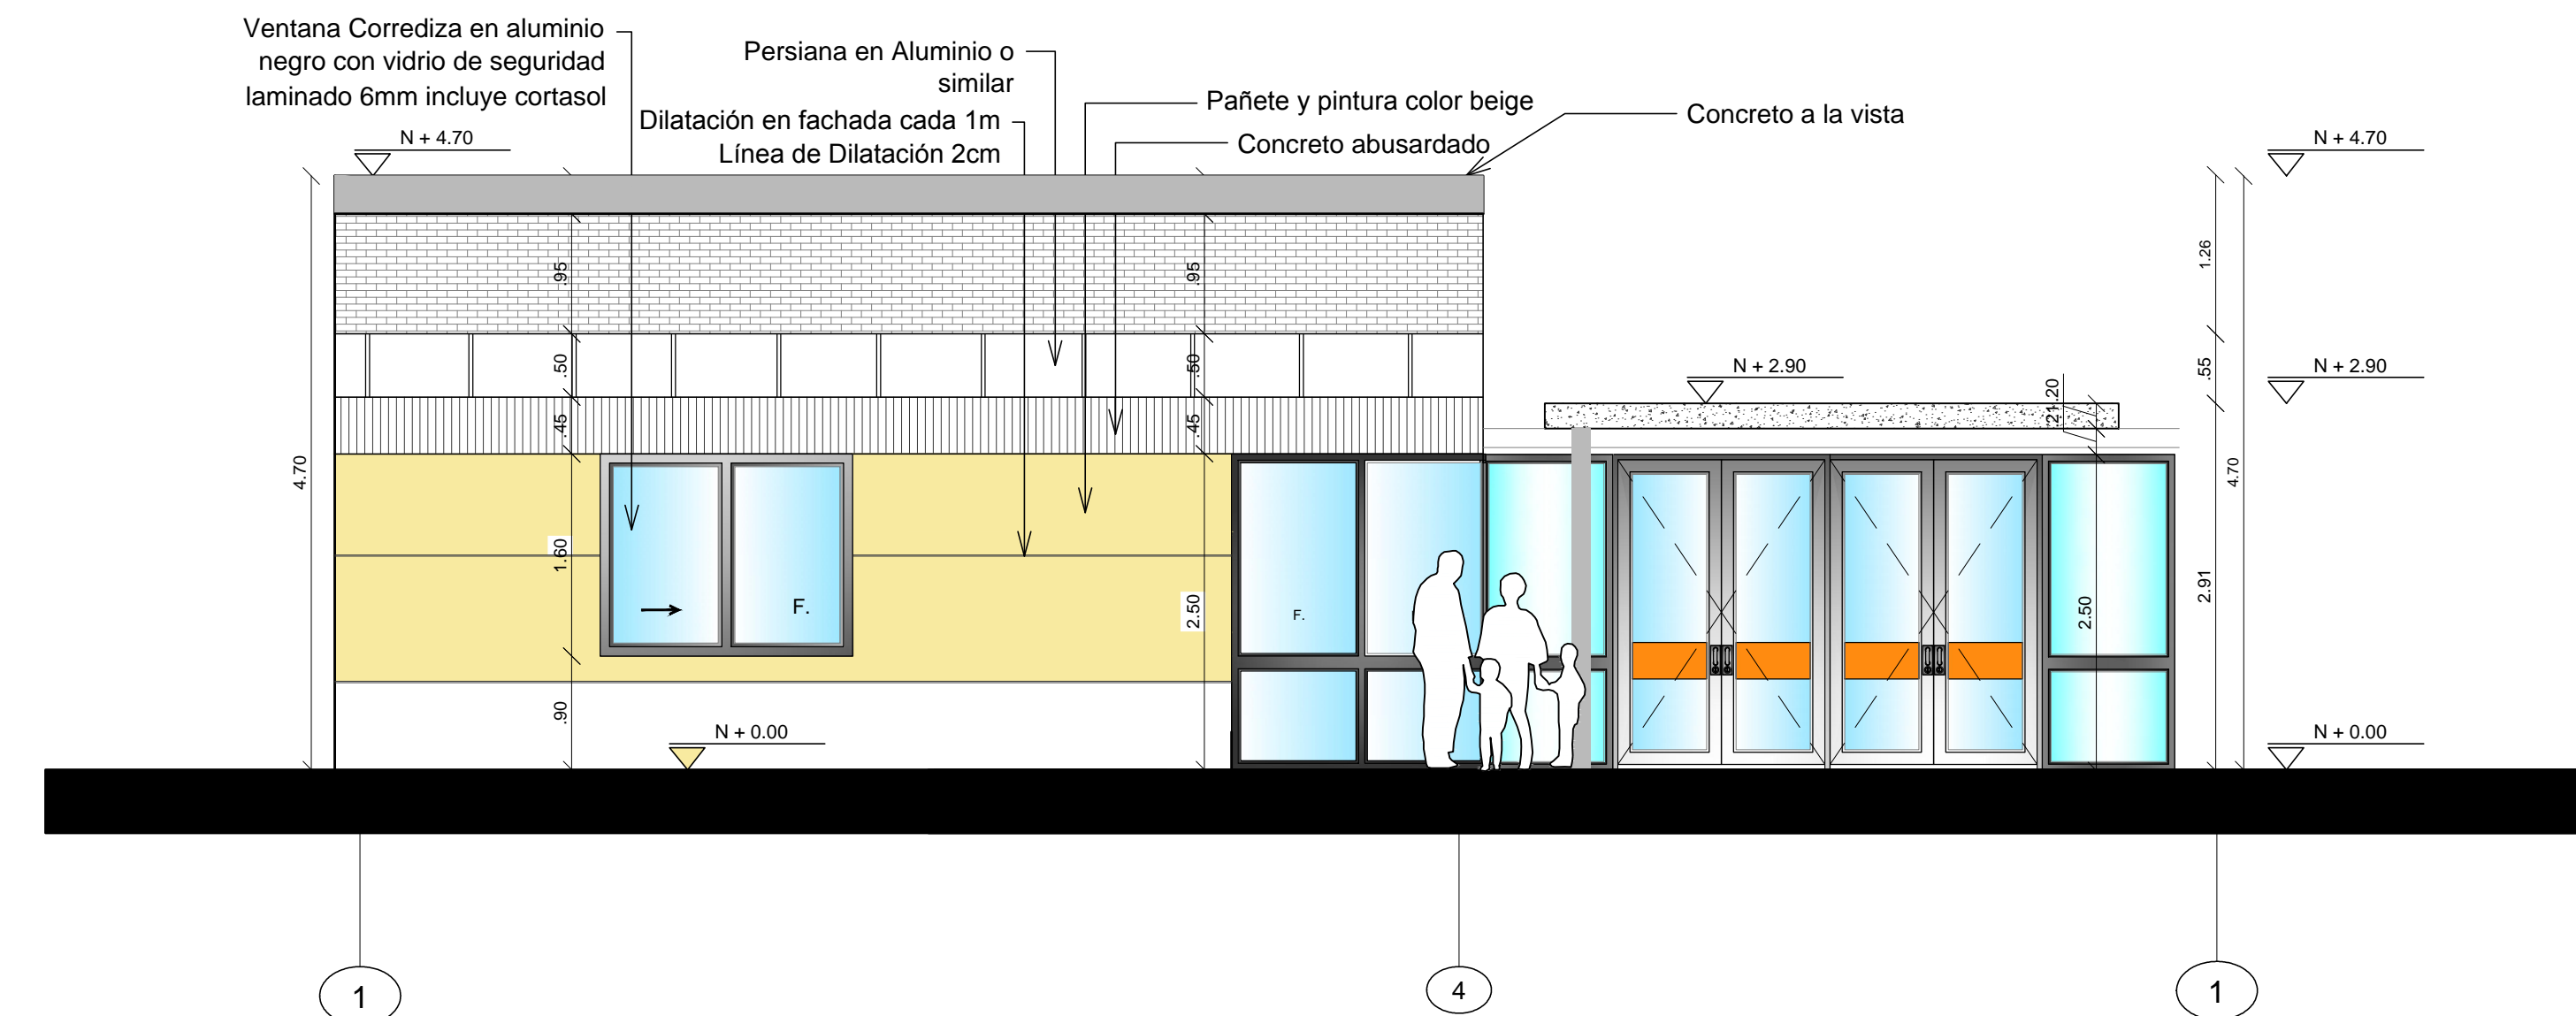 Ventana Corrediza en aluminio
negro con vidrio de seguridad
laminado 6mm incluye cortasol
Persiana en Aluminio o
similar
Dilatación en fachada cada 1m
Línea de Dilatación 2cm
Pañete y pintura color beige
Concreto abusardado
Concreto a la vista
N + 4.70
N + 4.70
.95
.95
1.26
.50
.50
.55
N + 2.90
N + 2.90
.45
.45
4.70
4.70
1.60
2.50
2.50
2.91
F.
F.
.90
N + 0.00
N + 0.00
1
4
1